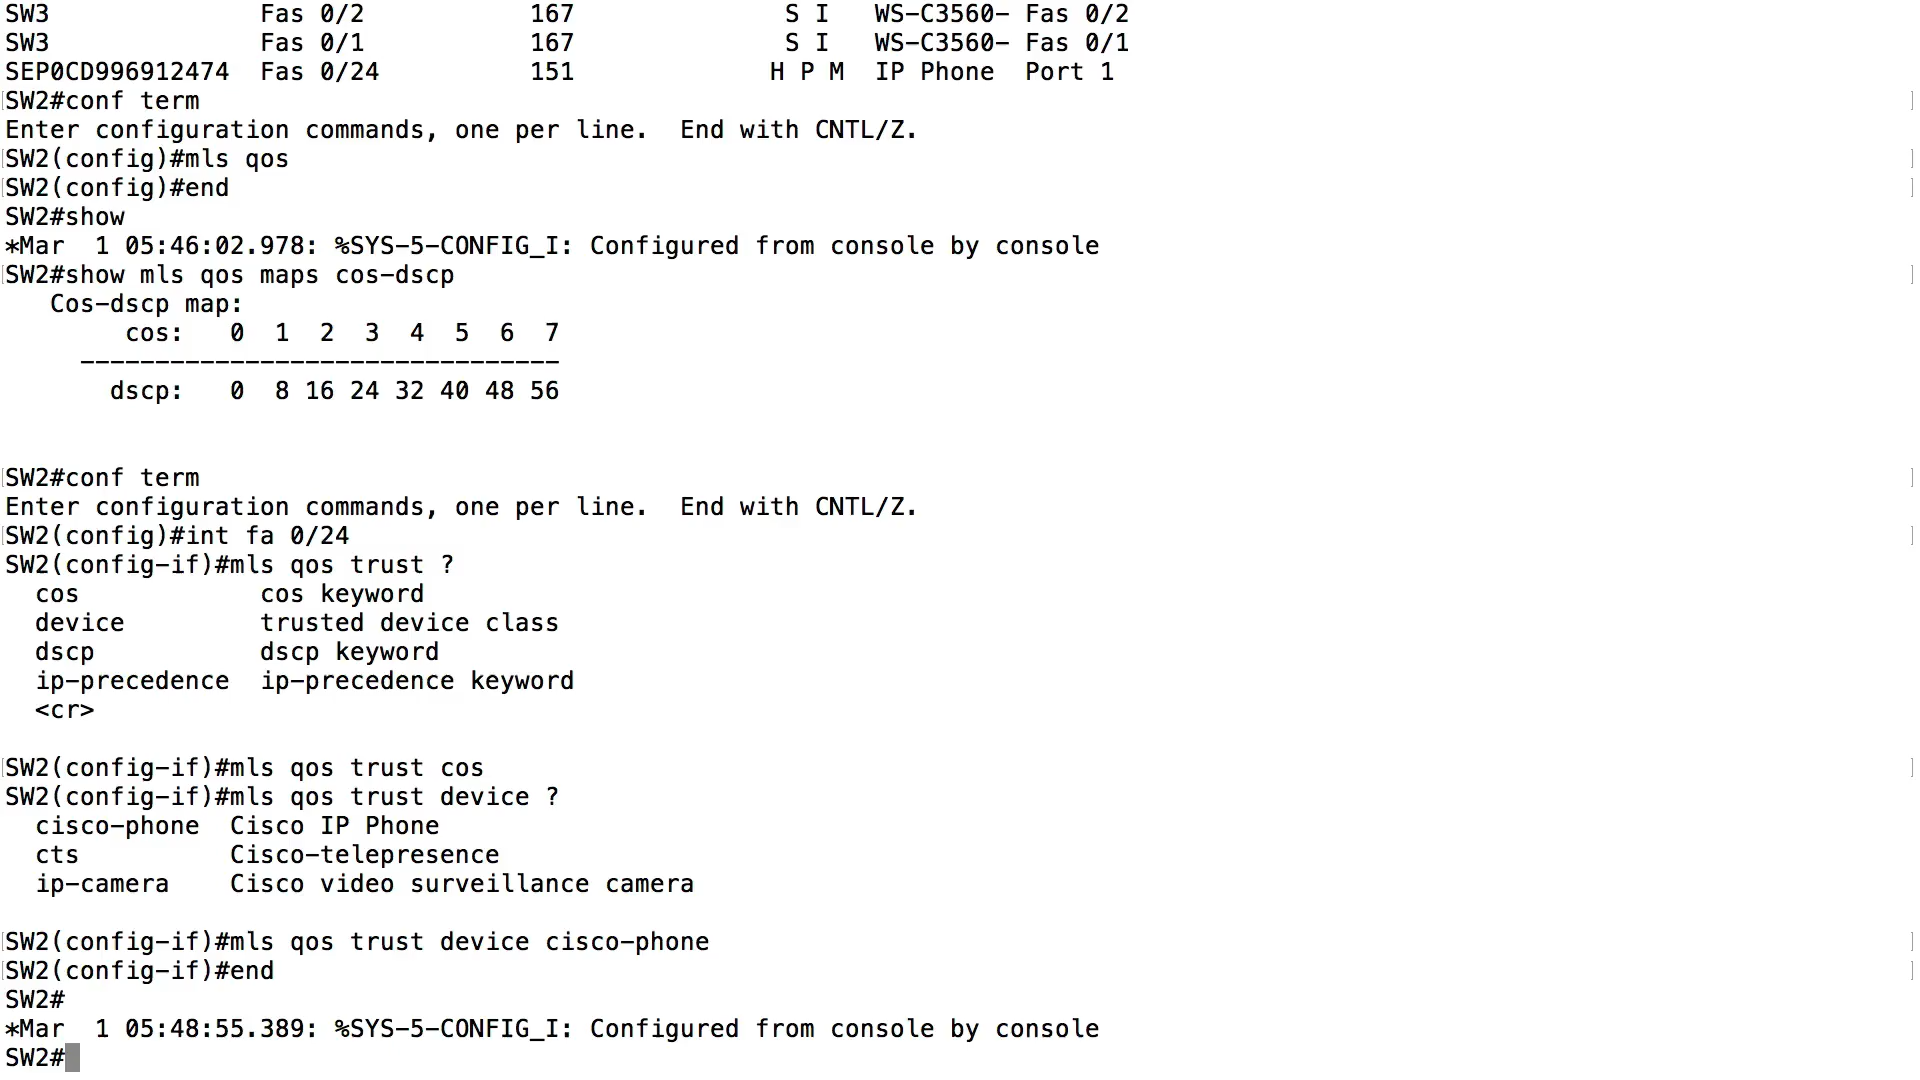 SW3              Fas 0/2           167              S I   WS-C3560- Fas 0/2
SW3              Fas 0/1           167              S I   WS-C3560- Fas 0/1
SEP0CD996912474  Fas 0/24          151             H P M  IP Phone  Port 1
SW2#conf term
Enter configuration commands, one per line.  End with CNTL/Z.
SW2(config)#mls qos
SW2(config)#end
SW2#show
*Mar  1 05:46:02.978: %SYS-5-CONFIG_I: Configured from console by console
SW2#show mls qos maps cos-dscp
   Cos-dscp map:
        cos:   0  1  2  3  4  5  6  7
     --------------------------------
       dscp:   0  8 16 24 32 40 48 56
SW2#conf term
Enter configuration commands, one per line.  End with CNTL/Z.
SW2(config)#int fa 0/24
SW2(config-if)#mls qos trust ?
  cos            cos keyword
  device         trusted device class
  dscp           dscp keyword
  ip-precedence  ip-precedence keyword
  <cr>
SW2(config-if)#mls qos trust cos
SW2(config-if)#mls qos trust device ?
  cisco-phone  Cisco IP Phone
  cts          Cisco-telepresence
  ip-camera    Cisco video surveillance camera
SW2(config-if)#mls qos trust device cisco-phone
SW2(config-if)#end
SW2#
*Mar  1 05:48:55.389: %SYS-5-CONFIG_I: Configured from console by console
SW2#